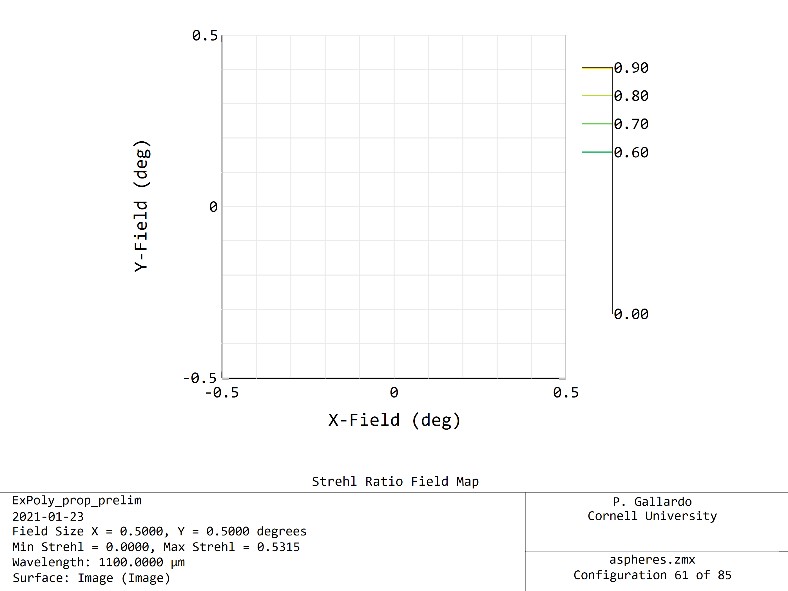 0.5
0
-0.5
-0.5
0
0.5
Y-Field (deg)
X-Field (deg)
0.90
0.80
0.70
0.60
0.00
Strehl Ratio Field Map
ExPoly_prop_prelim
2021-01-23
Field Size X = 0.5000, Y = 0.5000 degrees
Min Strehl = 0.0000, Max Strehl = 0.5315
Wavelength: 1100.0000 µm
Surface: Image (Image)
P. Gallardo
Cornell University
aspheres.zmx
Configuration 61 of 85